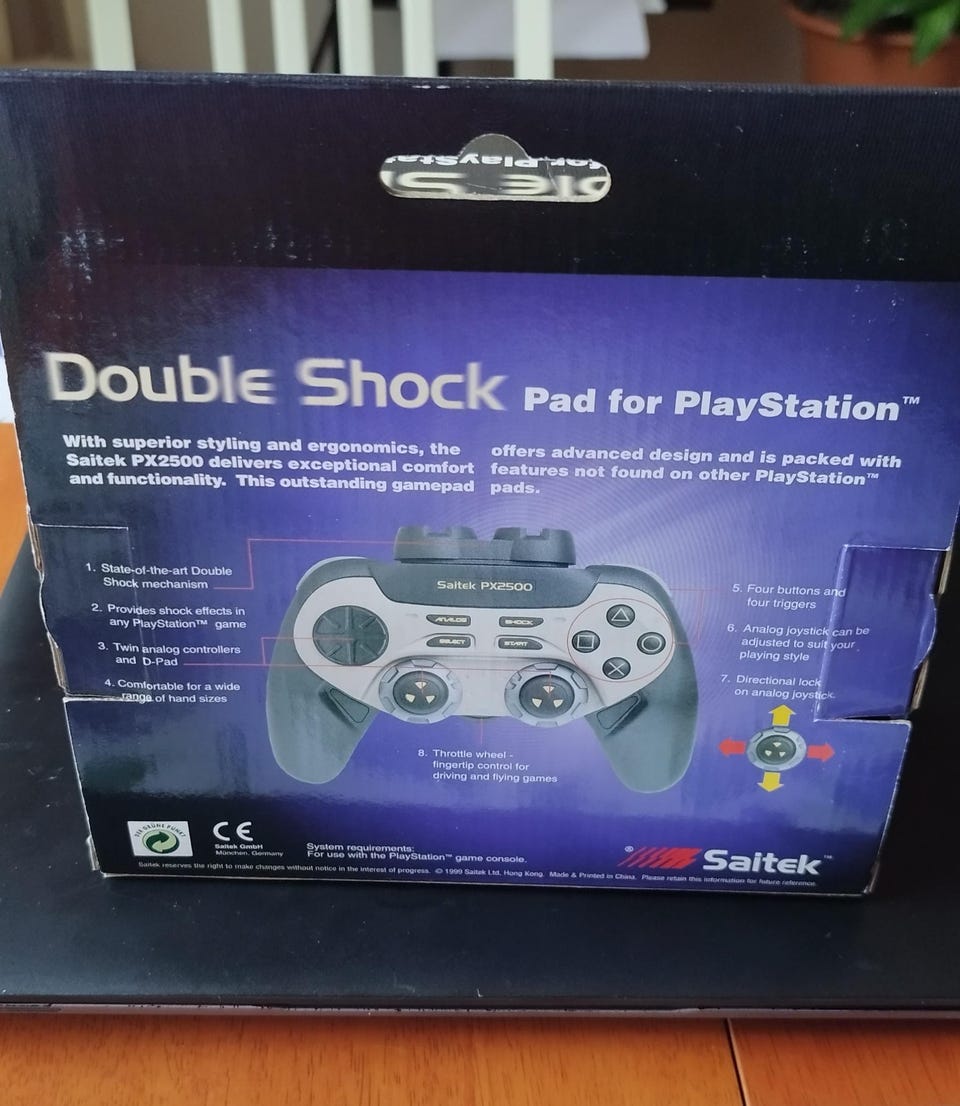 for PlaySta
Double Shock Pad for PlayStation™
With superior styling and ergonomics, the
Saitek PX2500 delivers exceptional comfort
and functionality. This outstanding gamepad
offers advanced design and is packed with
features not found on other PlayStation™
pads.
1. State-of-the-art Double
Shock mechanism
2. Provides shock effects in
any PlayStation™ game
3. Twin analog controllers
and D-Pad
4. Comfortable for a wide
range of hand sizes
Saitek PX2500
ANALOG
SHOCK
SELECT
START
5. Four buttons and
four triggers
6. Analog joystick can be
adjusted to suit your
playing style
7. Directional lock
on analog joystick.
8. Throttle wheel -
fingertip control for
driving and flying games
DER GRÜNE PUNKT
CE
Saitek GmbH
München, Germany
System requirements:
For use with the PlayStation™ game console.
® Saitek™
Saitek reserves the right to make changes without notice in the interest of progress. © 1999 Saitek Ltd. Hong Kong. Made & Printed in China. Please retain this information for future reference.